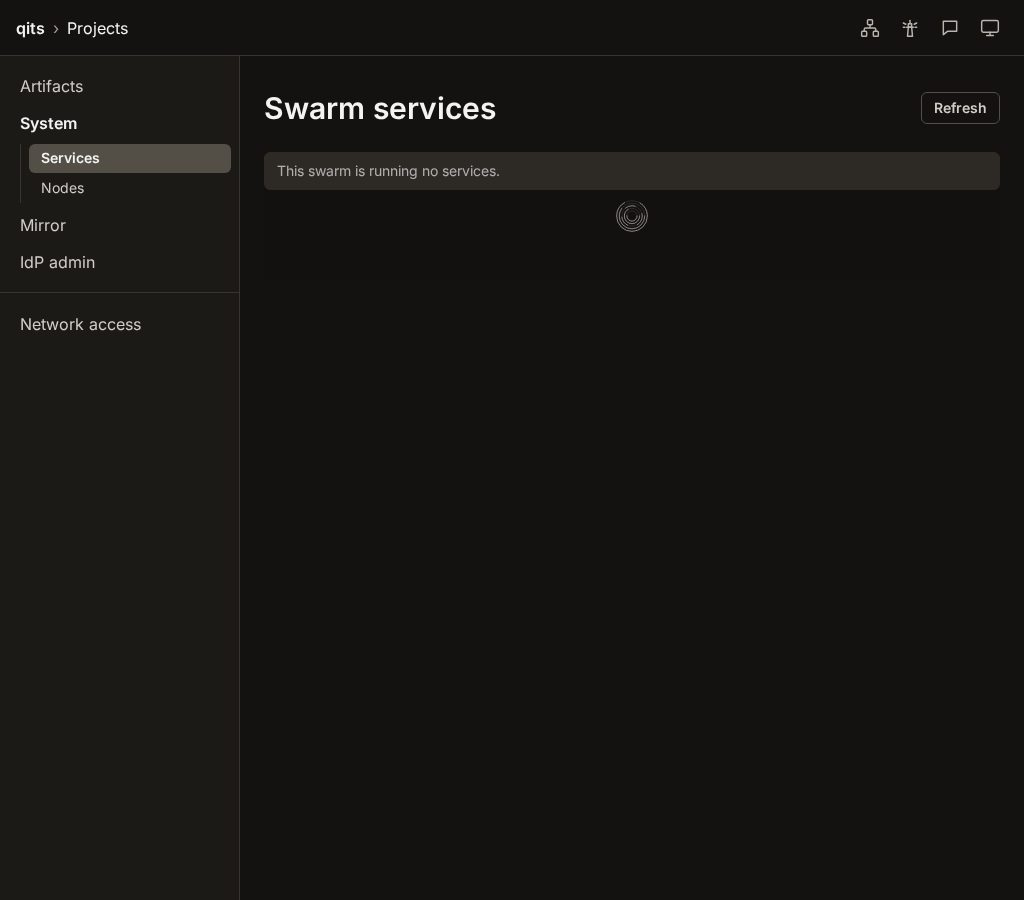 qits › Projects
Artifacts
System
Services
Nodes
Mirror
IdP admin
Network access
Swarm services
Refresh
This swarm is running no services.